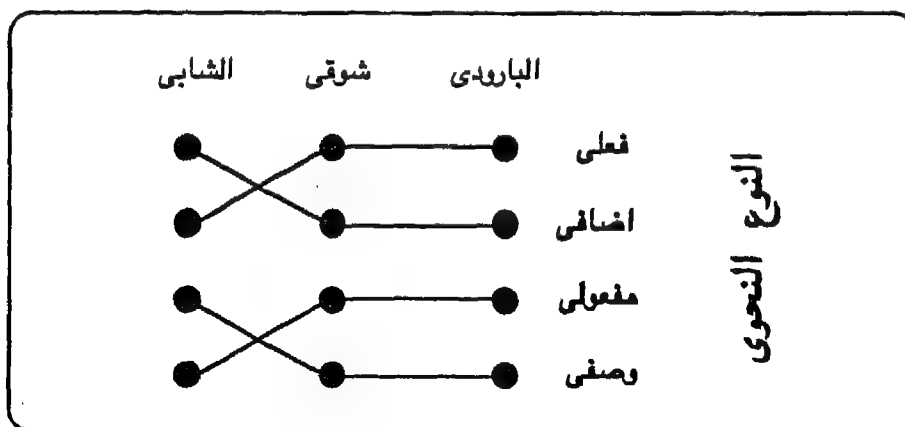 البارودى شوقى الشابى
فعلى
اضافى
مفعولى
وصفى
النوع النحوى